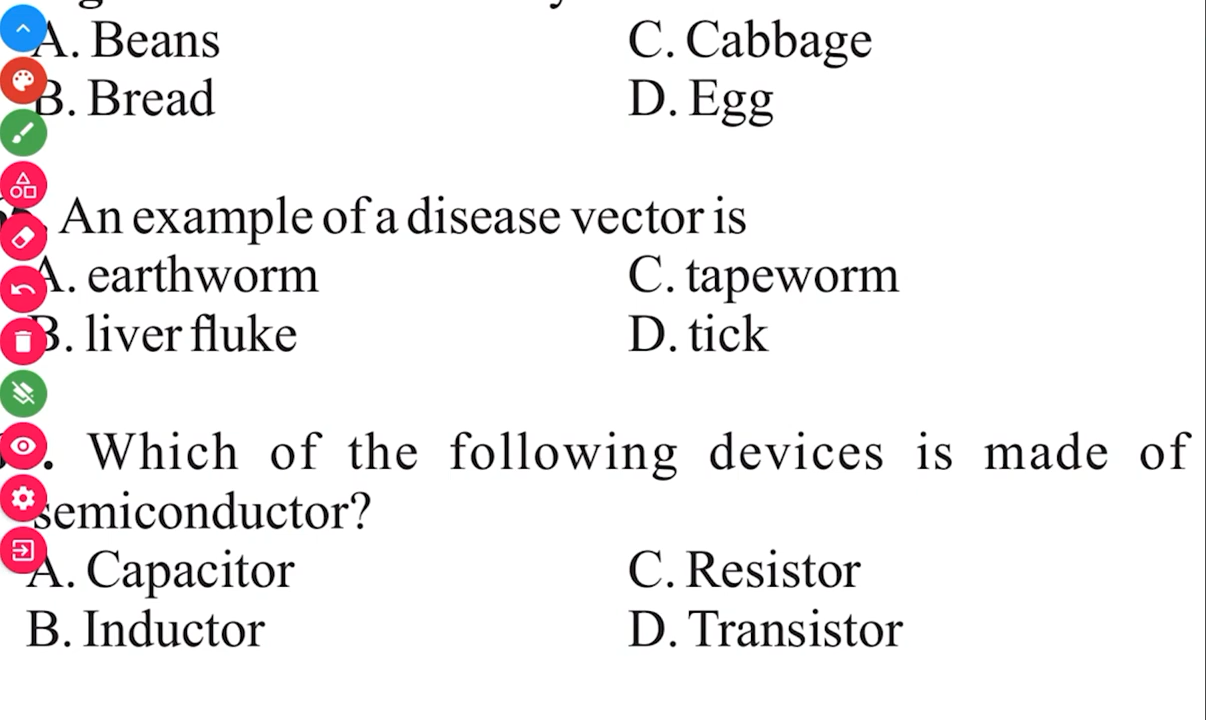 A. Beans C. Cabbage
B. Bread D. Egg
. An example of a disease vector is
A. earthworm C. tapeworm
B. liver fluke D. tick
. Which of the following devices is made of
semiconductor?
A. Capacitor C. Resistor
B. Inductor D. Transistor